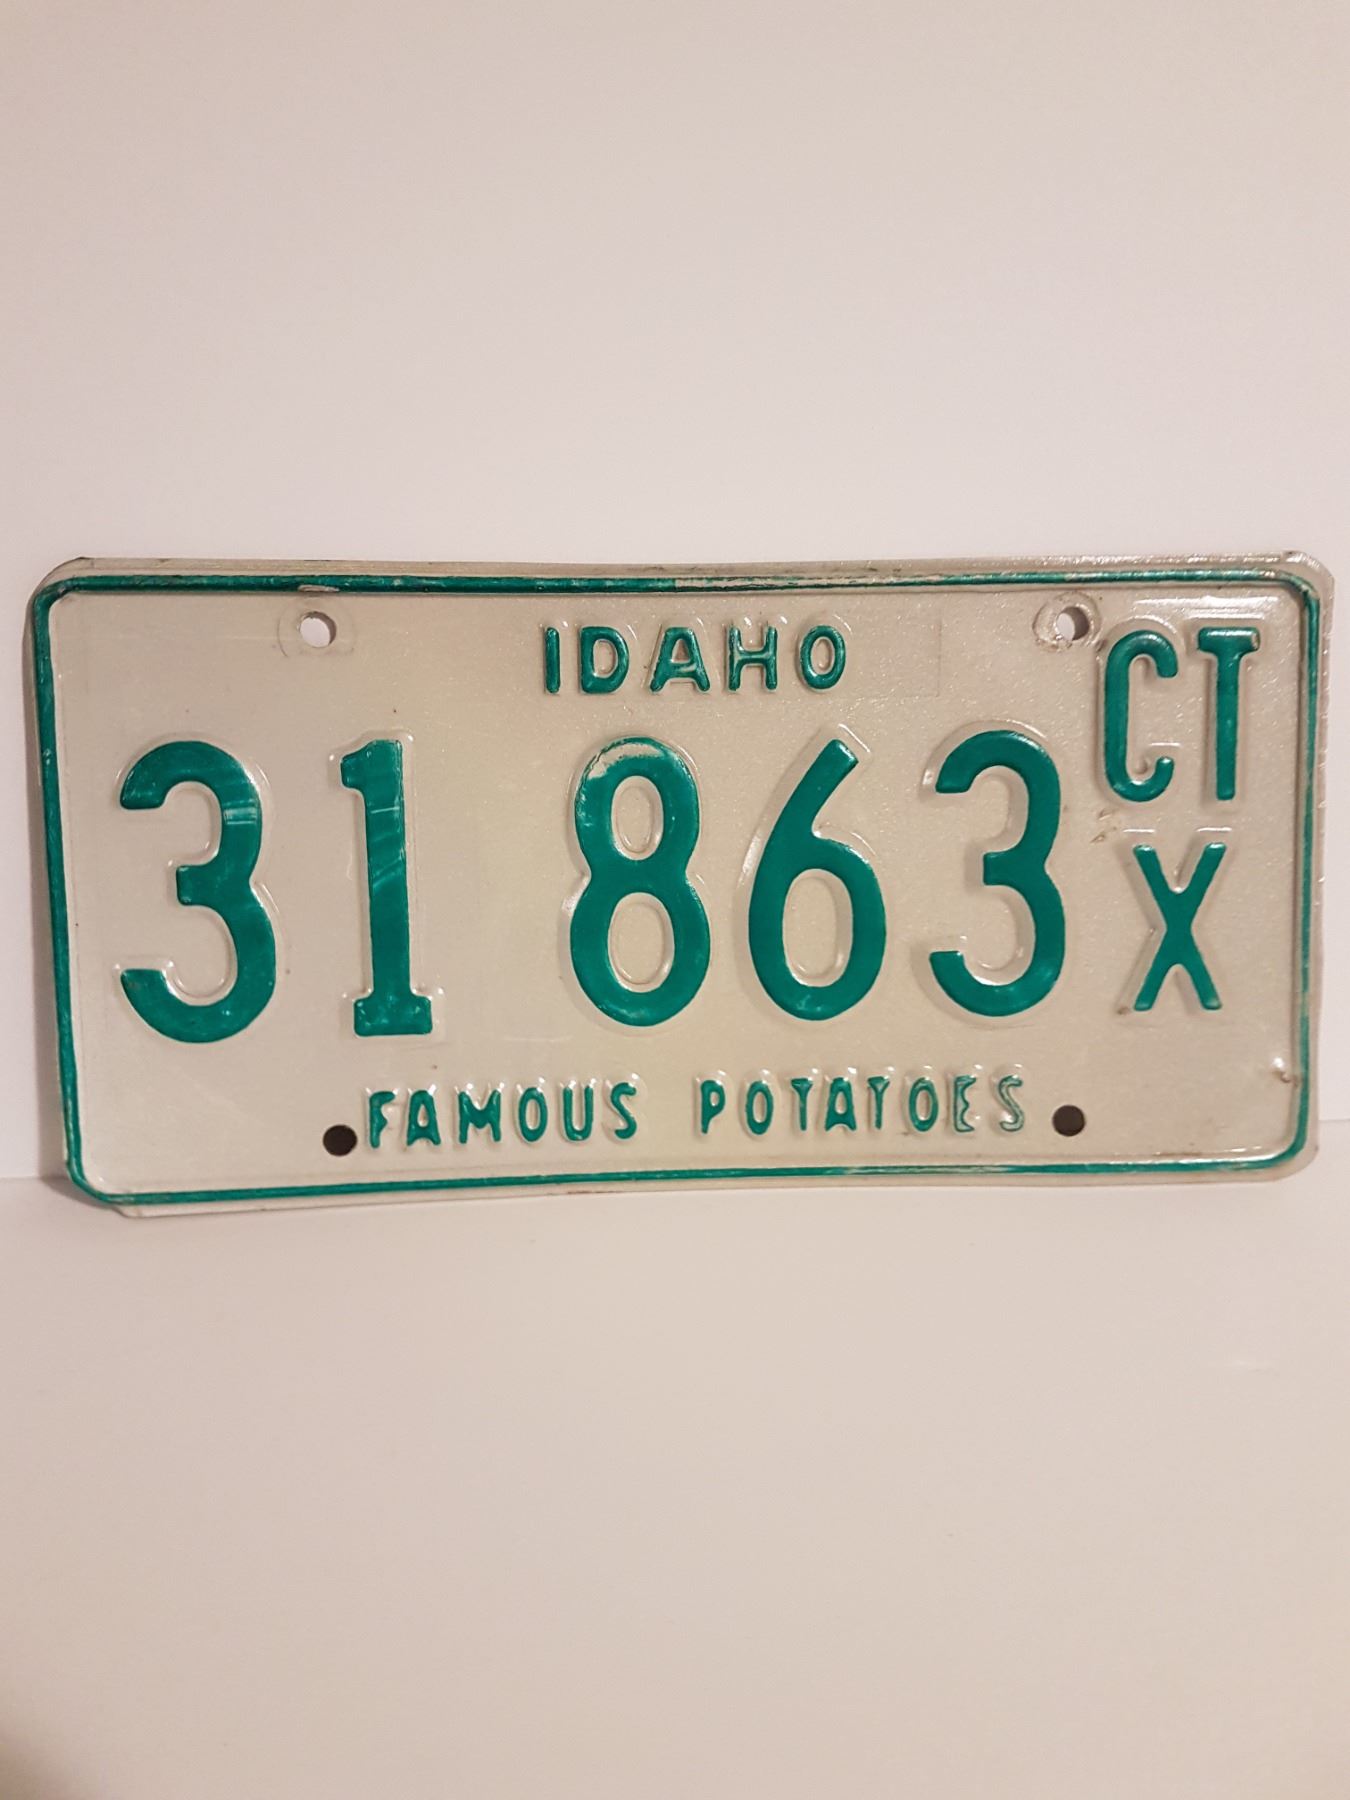 IDAHO
31 863 CT
X
FAMOUS POTATOES